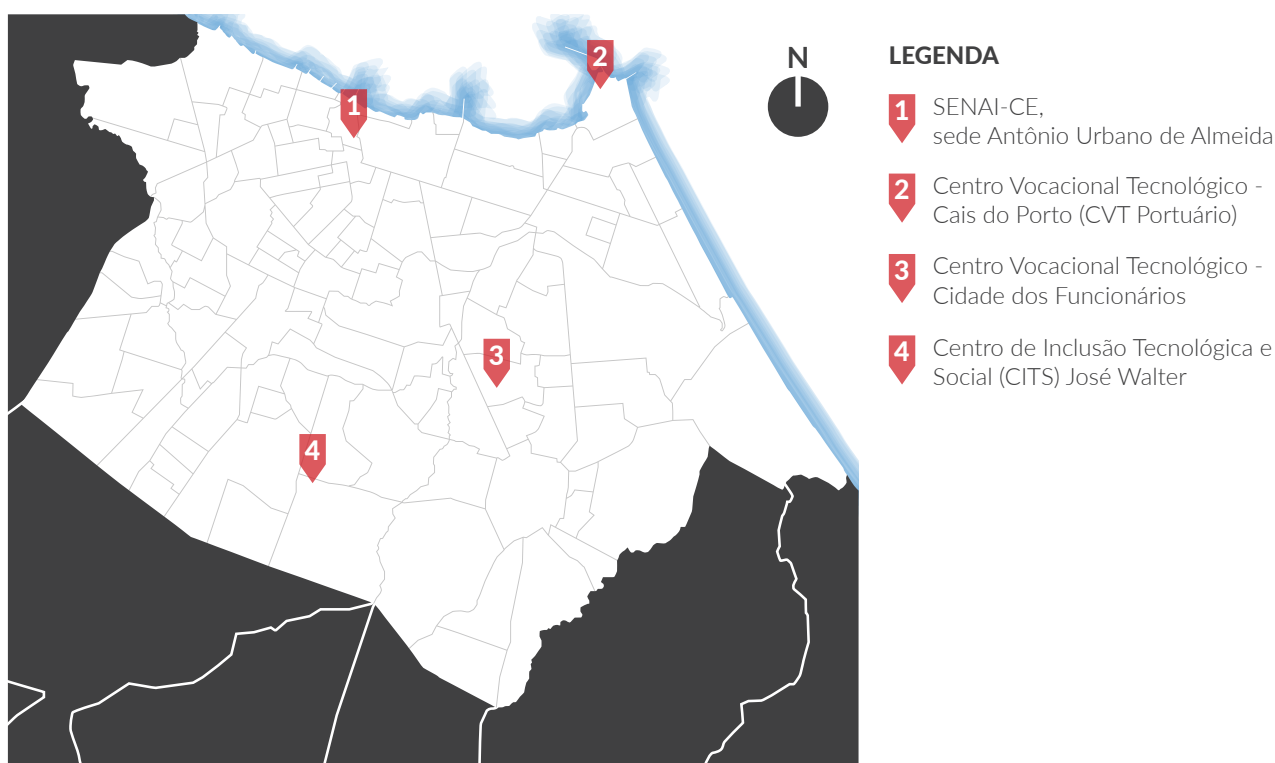 1
2
3
4
N
LEGENDA
1 SENAI-CE,
sede Antônio Urbano de Almeida
2 Centro Vocacional Tecnológico -
Cais do Porto (CVT Portuário)
3 Centro Vocacional Tecnológico -
Cidade dos Funcionários
4 Centro de Inclusão Tecnológica e
Social (CITS) José Walter